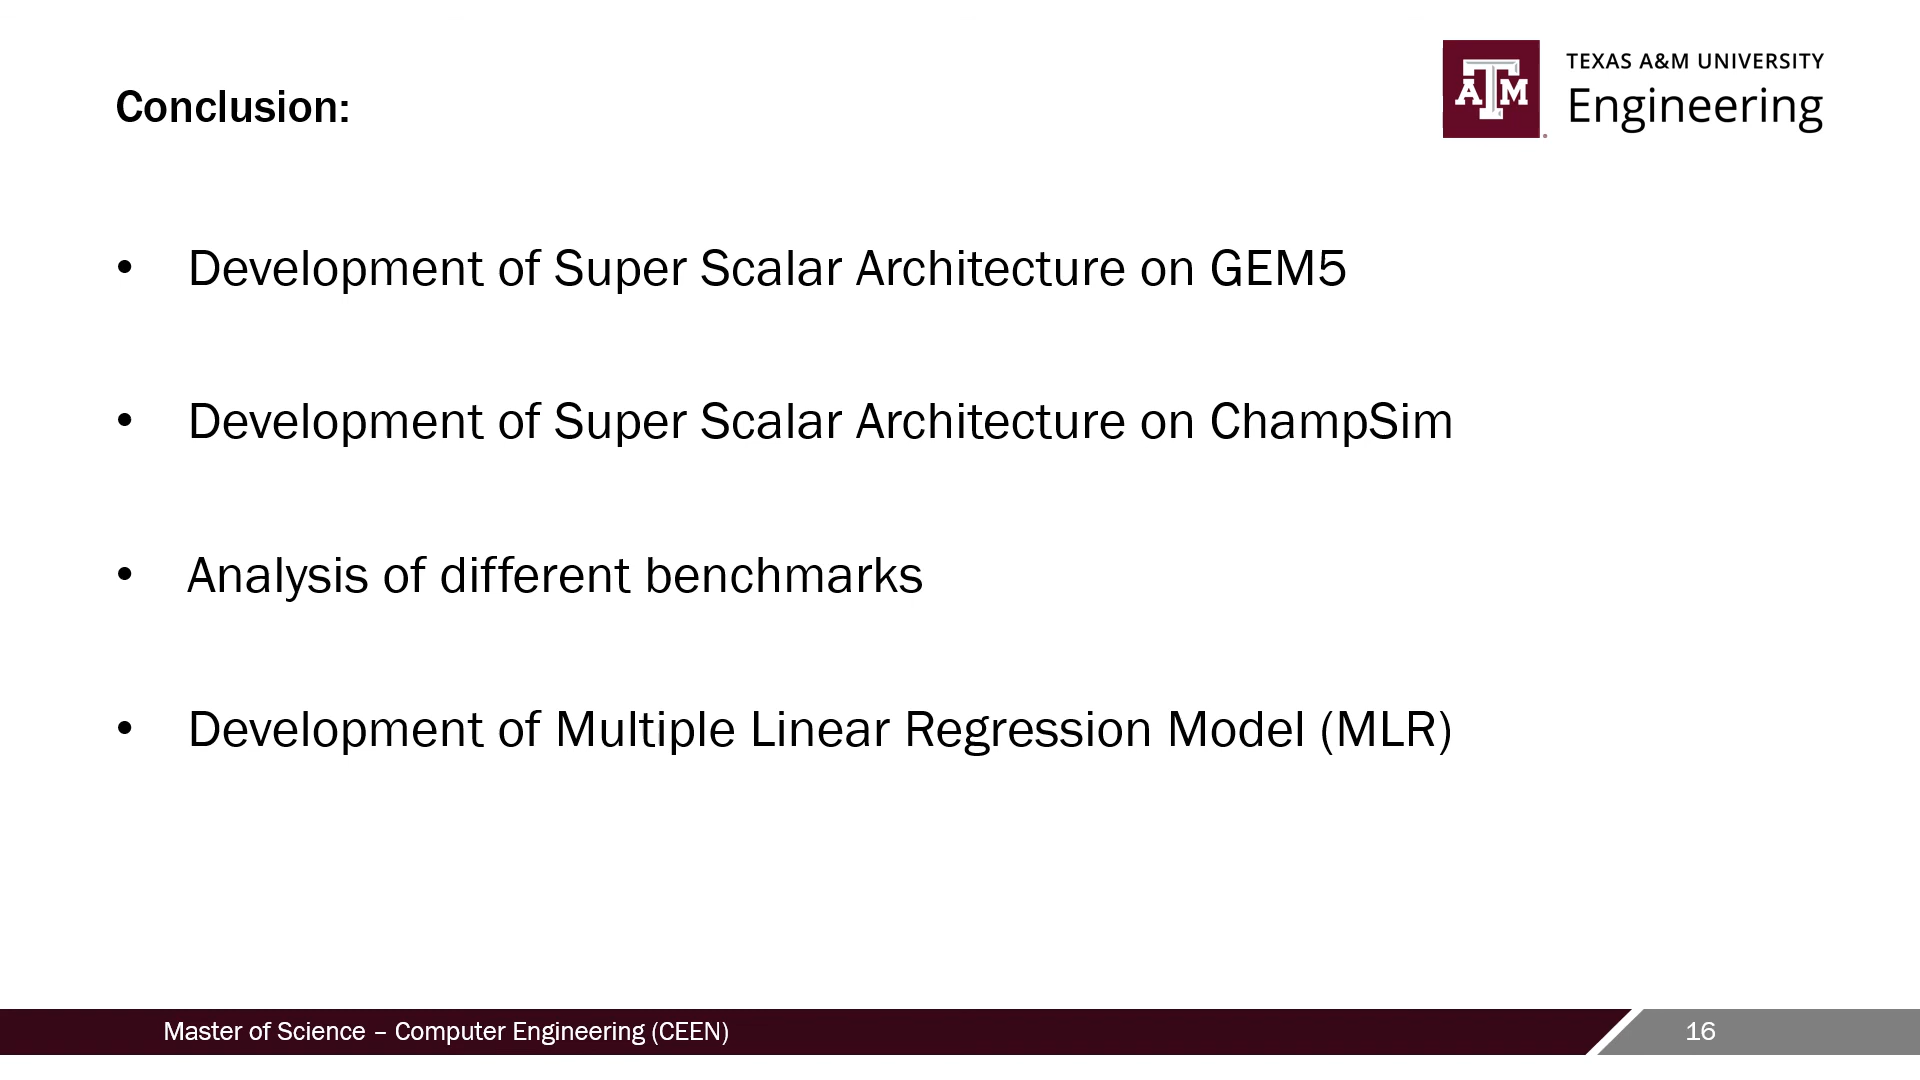 Conclusion:
ATM
TEXAS A&M UNIVERSITY
Engineering
• Development of Super Scalar Architecture on GEM5
• Development of Super Scalar Architecture on ChampSim
• Analysis of different benchmarks
• Development of Multiple Linear Regression Model (MLR)
Master of Science – Computer Engineering (CEEN)
16